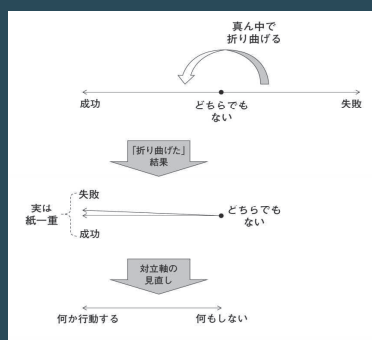 真ん中で
折り曲げる
成功
どちらでも
ない
失敗
「折り曲げた」
結果
実は
紙一重
失敗
成功
どちらでも
ない
対立軸の
見直し
何か行動する
何もしない